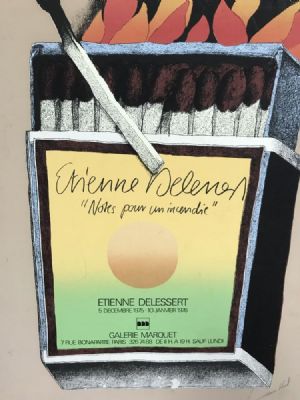 Etienne Delessert
"Notes pour un incendie"
ETIENNE DELESSERT
5 DECEMBRE 1975 - 10 JANVIER 1976
GALERIE MARQUET
7 RUE BONAPARTE PARIS 326 74 88 DE 11 H. A 19 H. SAUF LUNDI